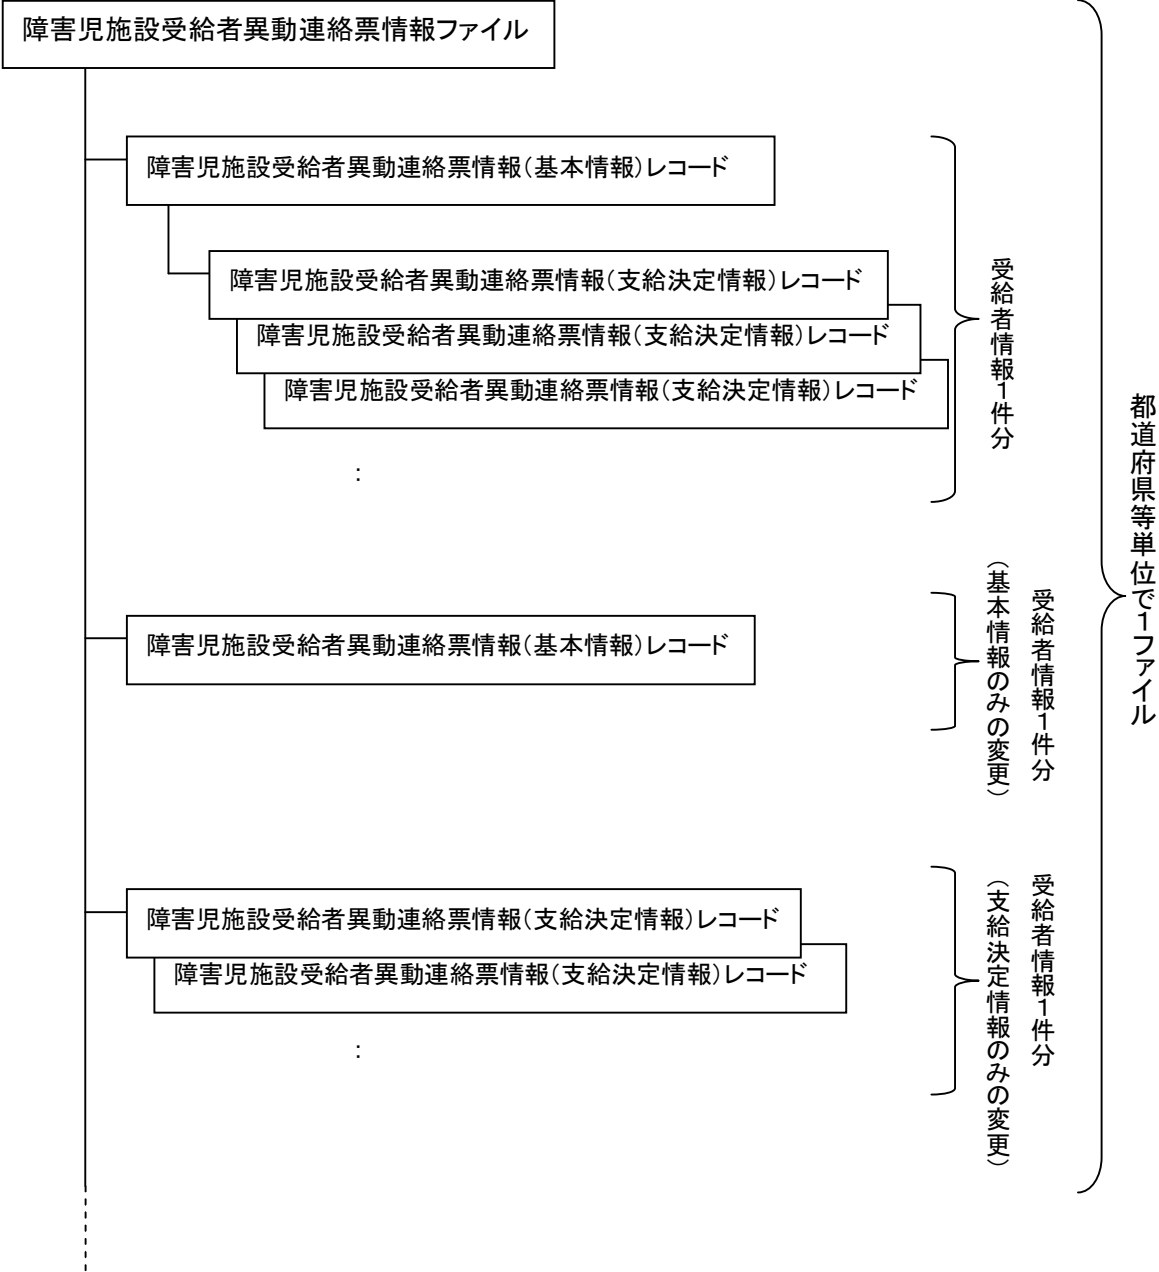 障害児施設受給者異動連絡票情報ファイル
障害児施設受給者異動連絡票情報（基本情報）レコード
障害児施設受給者異動連絡票情報（支給決定情報）レコード
障害児施設受給者異動連絡票情報（支給決定情報）レコード
障害児施設受給者異動連絡票情報（支給決定情報）レコード
：
受給者情報１件分
障害児施設受給者異動連絡票情報（基本情報）レコード
受給者情報１件分
（基本情報のみの変更）
障害児施設受給者異動連絡票情報（支給決定情報）レコード
障害児施設受給者異動連絡票情報（支給決定情報）レコード
：
受給者情報１件分
（支給決定情報のみの変更）
都道府県等単位で１ファイル